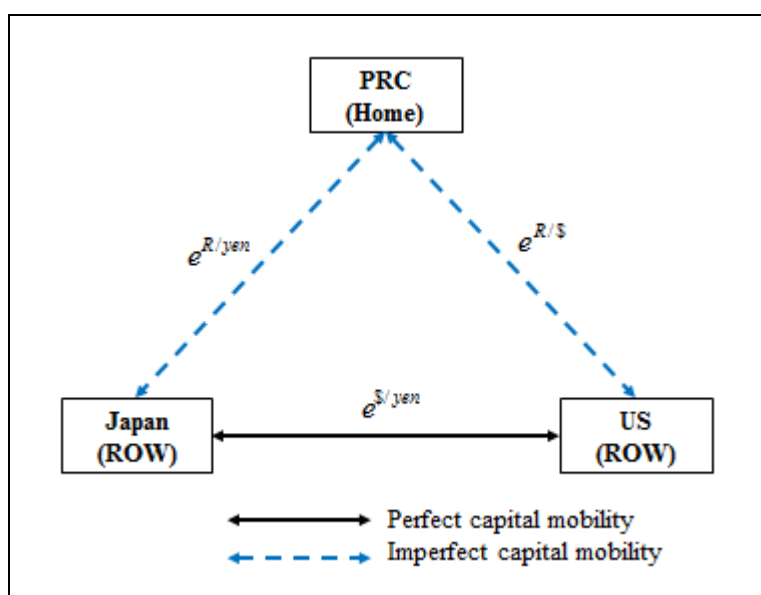 PRC
(Home)
e^{R/yen}
e^{R/$}
e^{$/yen}
Japan
(ROW)
US
(ROW)
Perfect capital mobility
Imperfect capital mobility